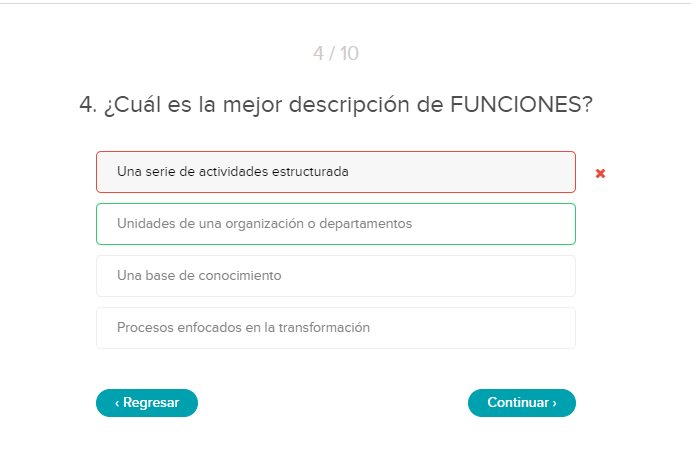 4 / 10
4. ¿Cuál es la mejor descripción de FUNCIONES?
Una serie de actividades estructurada
Unidades de una organización o departamentos
Una base de conocimiento
Procesos enfocados en la transformación
‹ Regresar
Continuar ›